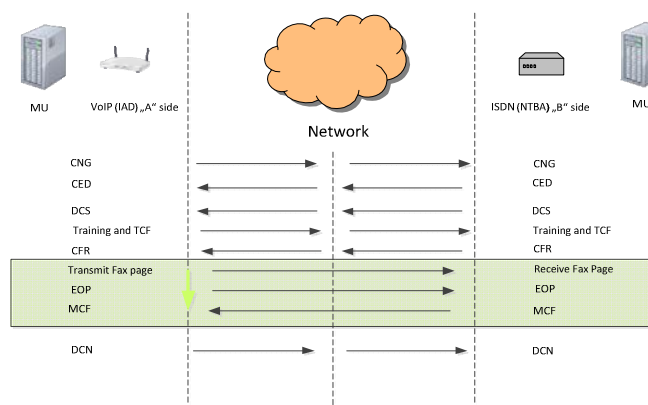 MU
VoIP (IAD) „A“ side
Network
ISDN (NTBA) „B“ side
MU
CNG CNG
CED CED
DCS DCS
Training and TCF Training and TCF
CFR CFR
Transmit Fax page Receive Fax Page
EOP EOP
MCF MCF
DCN DCN